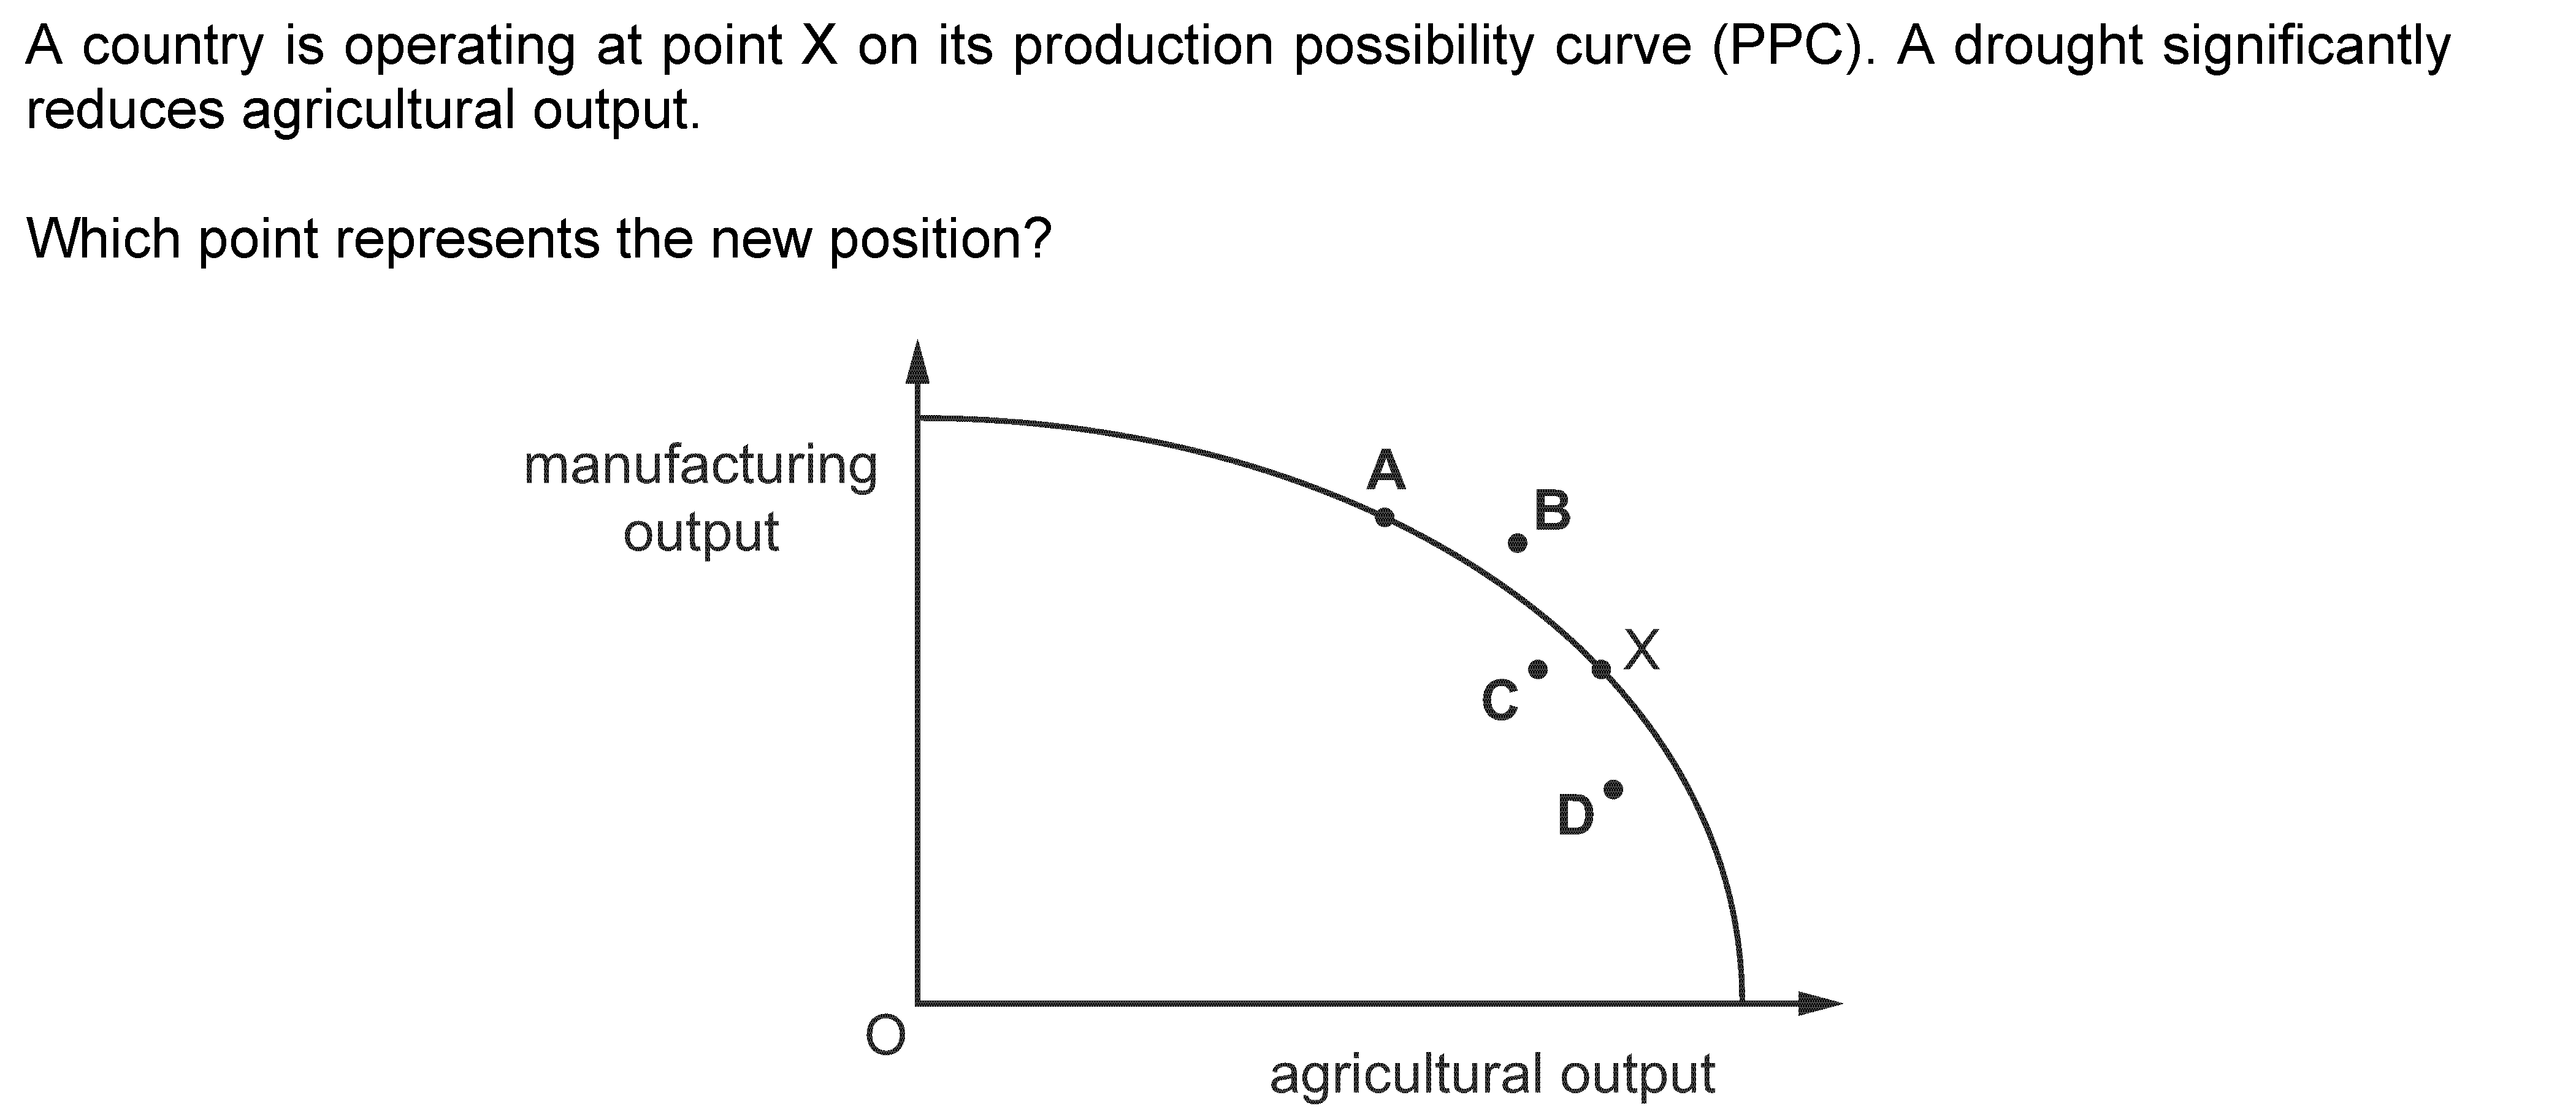 A country is operating at point X on its production possibility curve (PPC). A drought significantly
reduces agricultural output.
Which point represents the new position?
manufacturing
output
A
B
X
C
D
O
agricultural output